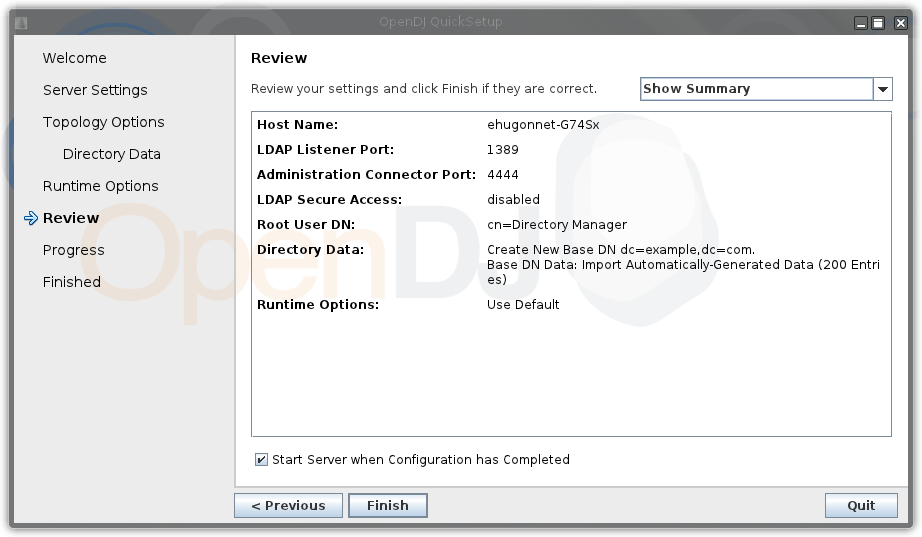 OpenDJ QuickSetup
Welcome
Server Settings
Topology Options
Directory Data
Runtime Options
Review
Progress
Finished
OpenDJ
Review
Review your settings and click Finish if they are correct.
Show Summary
Host Name: ehugonnet-G74Sx
LDAP Listener Port: 1389
Administration Connector Port: 4444
LDAP Secure Access: disabled
Root User DN: cn=Directory Manager
Directory Data: Create New Base DN dc=example,dc=com.
Base DN Data: Import Automatically-Generated Data (200 Entri
es)
Runtime Options: Use Default
Start Server when Configuration has Completed
< Previous
Finish
Quit